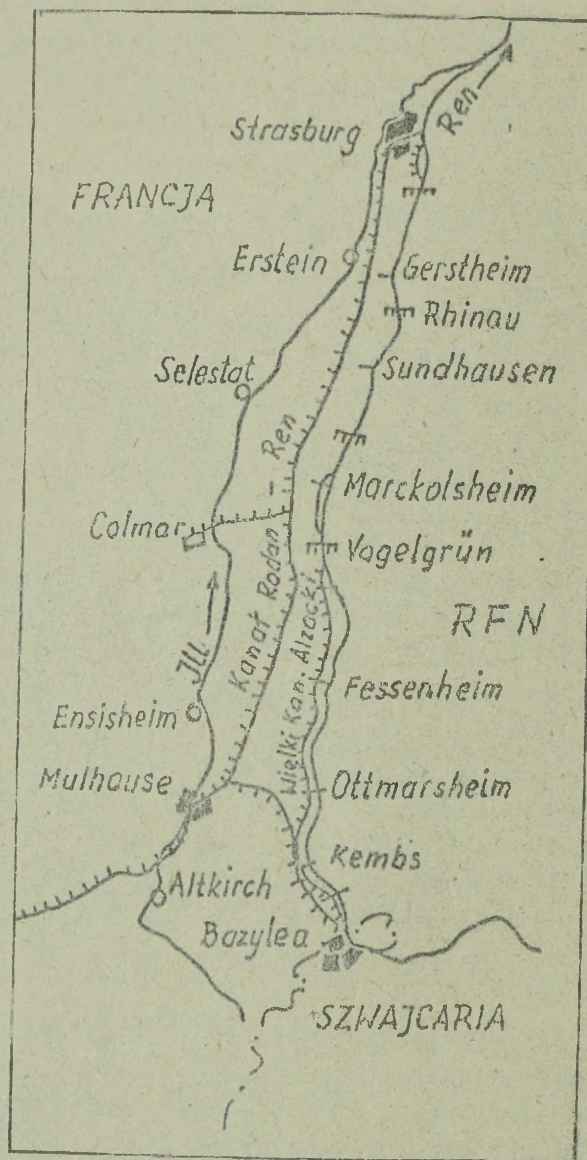 Ren
Strasburg
FRANCJA
Erstein
Gerstheim
Rhinau
Selestat
Sundhausen
Kanał Rodan - Ren
Marckolsheim
Colmar
Vogelgrün
RFN
Jll
Wielki Kan. Alzacki
Fessenheim
Ensisheim
Mulhouse
Ottmarsheim
Kembs
Altkirch
Bazylea
SZWAJCARIA